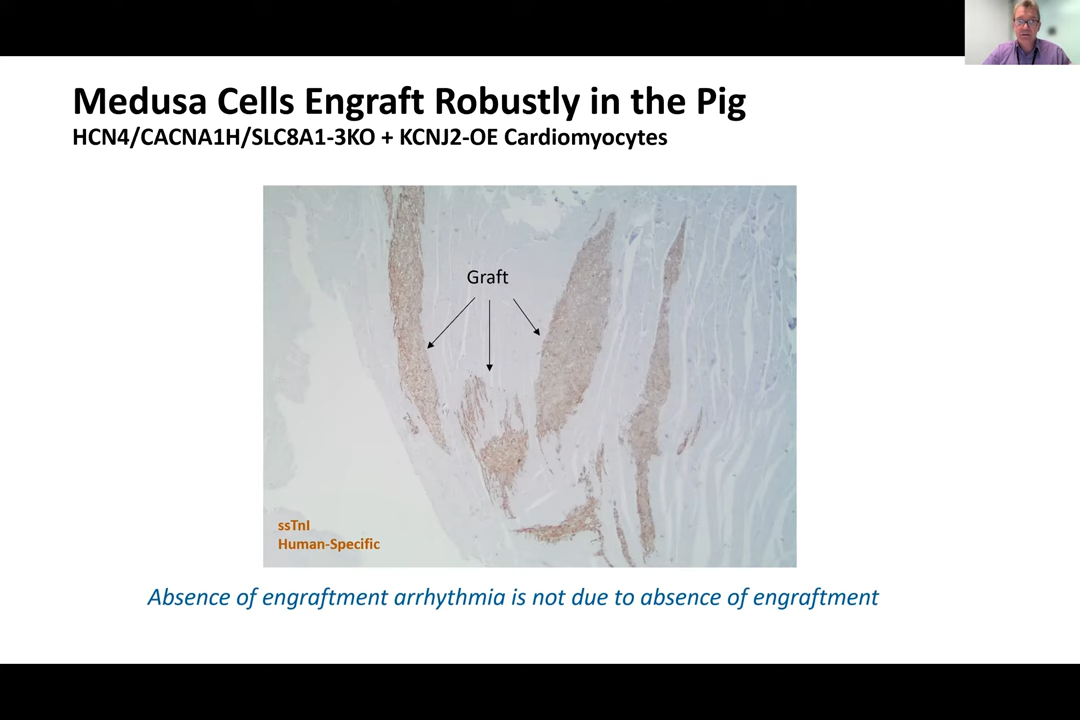 Medusa Cells Engraft Robustly in the Pig
HCN4/CACNA1H/SLC8A1-3KO + KCNJ2-OE Cardiomyocytes
Graft
ssTnI
Human-Specific
Absence of engraftment arrhythmia is not due to absence of engraftment